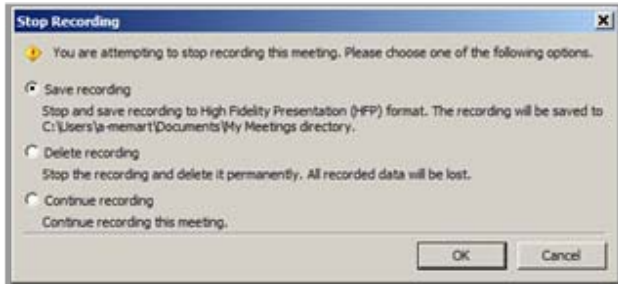 Stop Recording
You are attempting to stop recording this meeting. Please choose one of the following options.
Save recording
Stop and save recording to High Fidelity Presentation (HFP) format. The recording will be saved to
C:\Users\a-memart\Documents\My Meetings directory.
Delete recording
Stop the recording and delete it permanently. All recorded data will be lost.
Continue recording
Continue recording this meeting.
OK Cancel